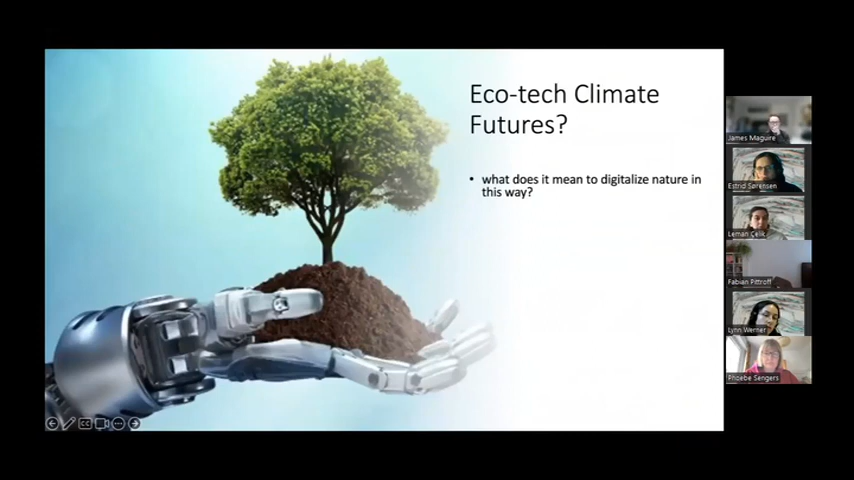 Eco-tech Climate
Futures?
• what does it mean to digitalize nature in
this way?
James Maguire
Estrid Sørensen
Leman Çelik
Fabian Pittroff
Lynn Werner
Phoebe Sengers